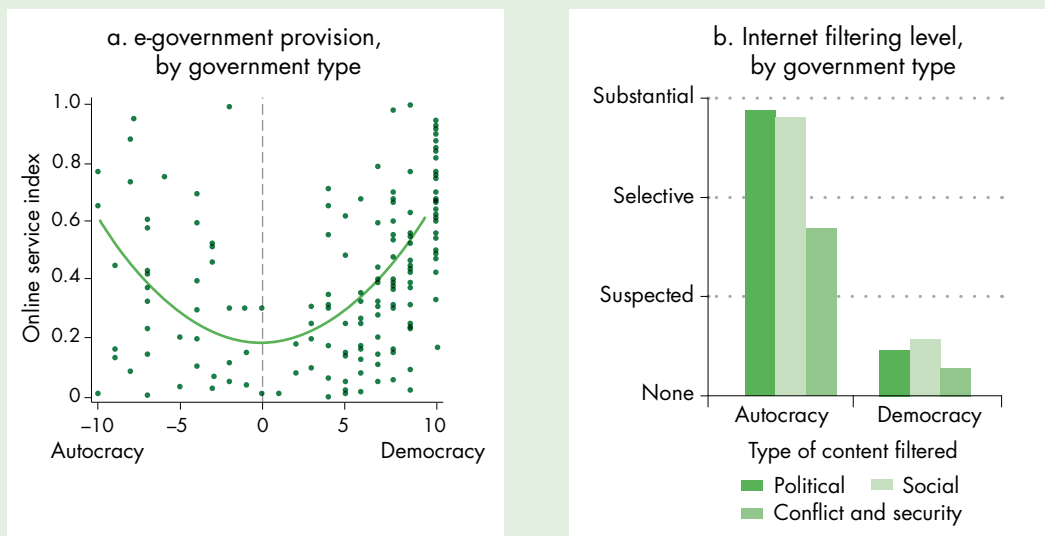 a. e-government provision,
by government type
Online service index
1.0
0.8
0.6
0.4
0.2
0
−10
−5
0
5
10
Autocracy
Democracy
b. Internet filtering level,
by government type
Substantial
Selective
Suspected
None
Autocracy
Democracy
Type of content filtered
Political
Social
Conflict and security